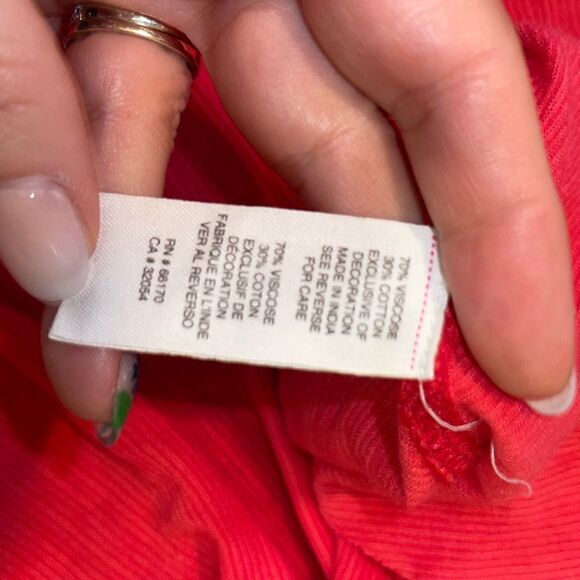 70% VISCOSE
30% COTTON
EXCLUSIVE OF
DECORATION
MADE IN INDIA
SEE REVERSE
FOR CARE
70% VISCOSE
30% COTON
EXCLUSIF DE
DÉCORATION
FABRIQUE EN L'INDE
VER AL REVERSO
RN # 66170
CA # 32054